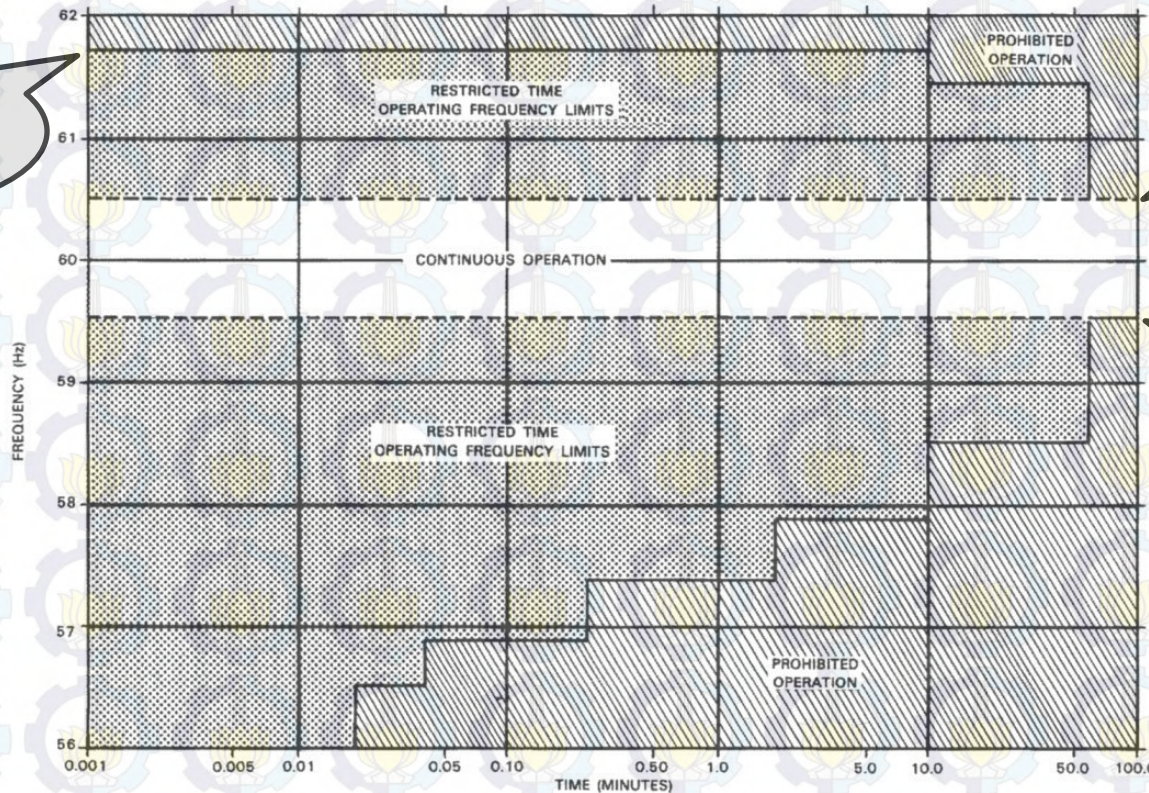 62
PROHIBITED
OPERATION
RESTRICTED TIME
OPERATING FREQUENCY LIMITS
61
60
CONTINUOUS OPERATION
FREQUENCY (Hz)
59
RESTRICTED TIME
OPERATING FREQUENCY LIMITS
58
57
PROHIBITED
OPERATION
56
0.001 0.005 0.01 0.05 0.10 0.50 1.0 5.0 10.0 50.0 100.0
TIME (MINUTES)